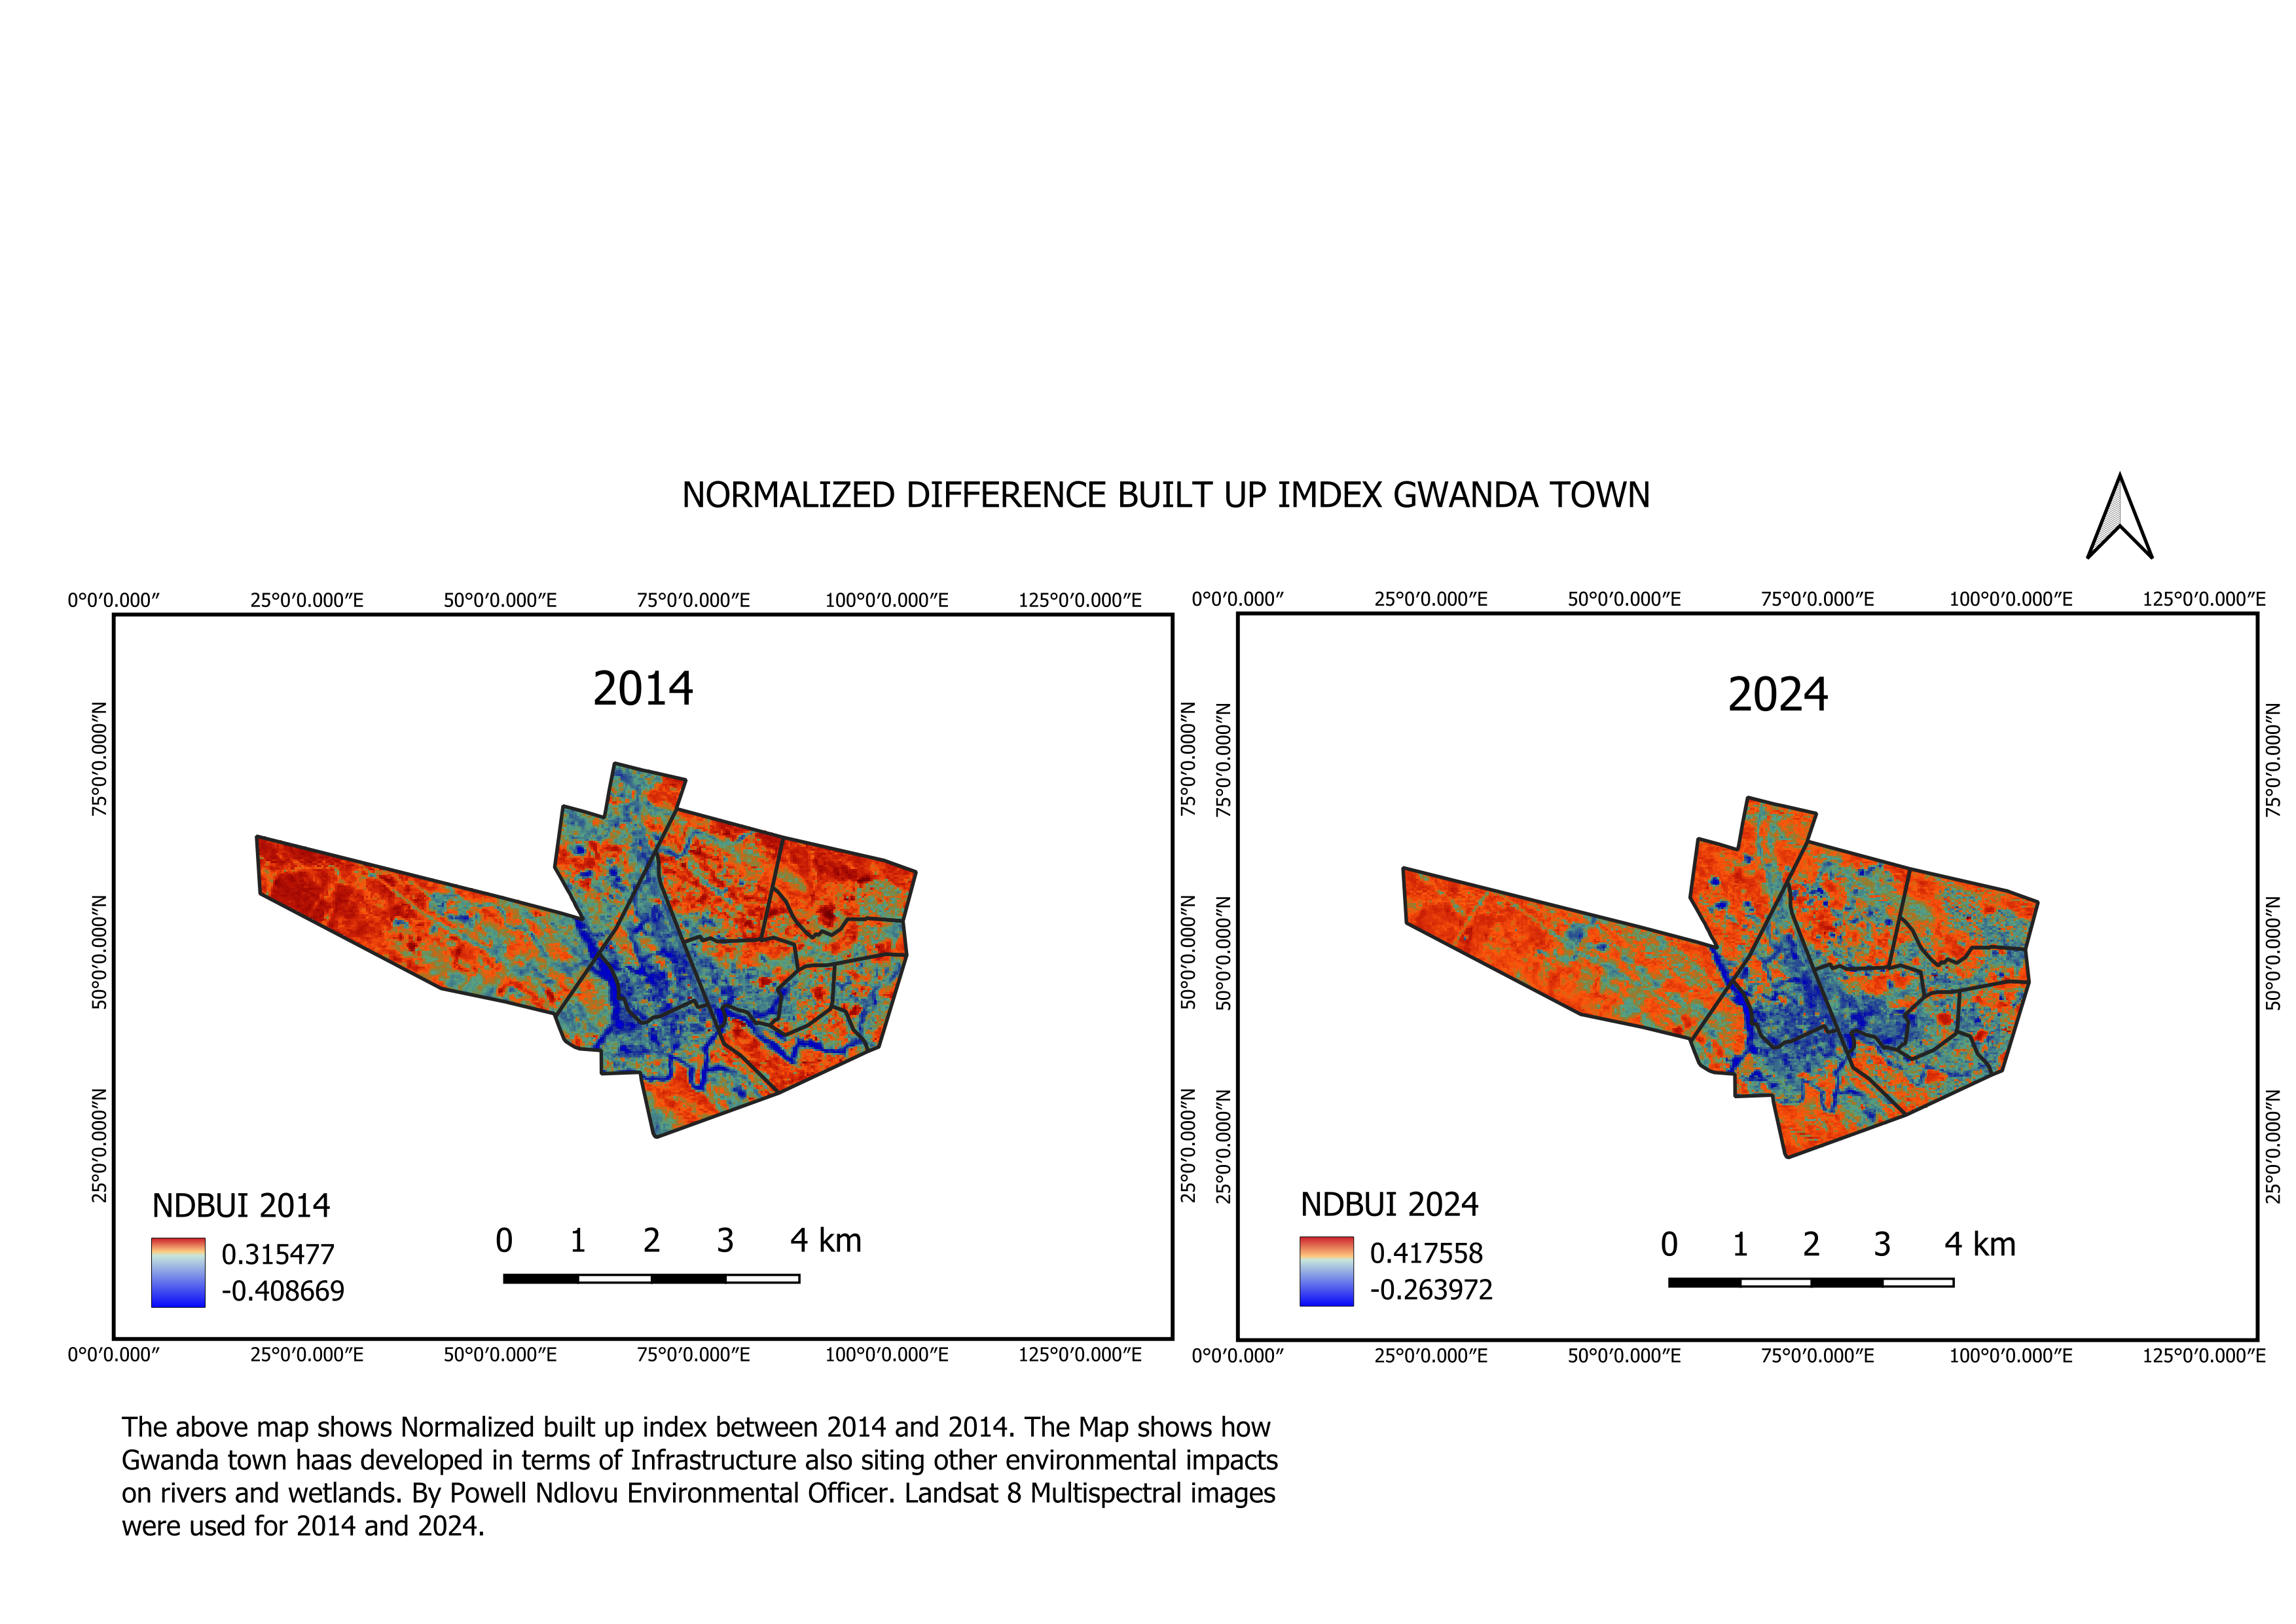 NORMALIZED DIFFERENCE BUILT UP IMDEX GWANDA TOWN
0°0′0.000″ 25°0′0.000″E 50°0′0.000″E 75°0′0.000″E 100°0′0.000″E 125°0′0.000″E
0°0′0.000″ 25°0′0.000″E 50°0′0.000″E 75°0′0.000″E 100°0′0.000″E 125°0′0.000″E
2014
2024
75°0′0.000″N
50°0′0.000″N
25°0′0.000″N
75°0′0.000″N
50°0′0.000″N
25°0′0.000″N
75°0′0.000″N
50°0′0.000″N
25°0′0.000″N
75°0′0.000″N
50°0′0.000″N
25°0′0.000″N
NDBUI 2014
0.315477
-0.408669
0 1 2 3 4 km
NDBUI 2024
0.417558
-0.263972
0 1 2 3 4 km
0°0′0.000″ 25°0′0.000″E 50°0′0.000″E 75°0′0.000″E 100°0′0.000″E 125°0′0.000″E
0°0′0.000″ 25°0′0.000″E 50°0′0.000″E 75°0′0.000″E 100°0′0.000″E 125°0′0.000″E
The above map shows Normalized built up index between 2014 and 2014. The Map shows how
Gwanda town haas developed in terms of Infrastructure also siting other environmental impacts
on rivers and wetlands. By Powell Ndlovu Environmental Officer. Landsat 8 Multispectral images
were used for 2014 and 2024.